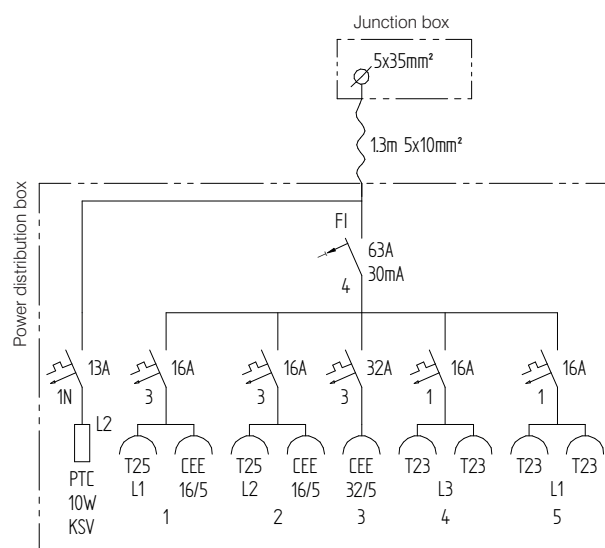 Junction box
5x35mm²
1.3m 5x10mm²
Power distribution box
FI
63A
30mA
4
13A
16A
16A
32A
16A
16A
1N
3
3
3
1
1
L2
T25
CEE
T25
CEE
CEE
T23
T23
T23
T23
PTC
L1
16/5
L2
16/5
32/5
L3
L1
10W
1
2
3
4
5
KSV